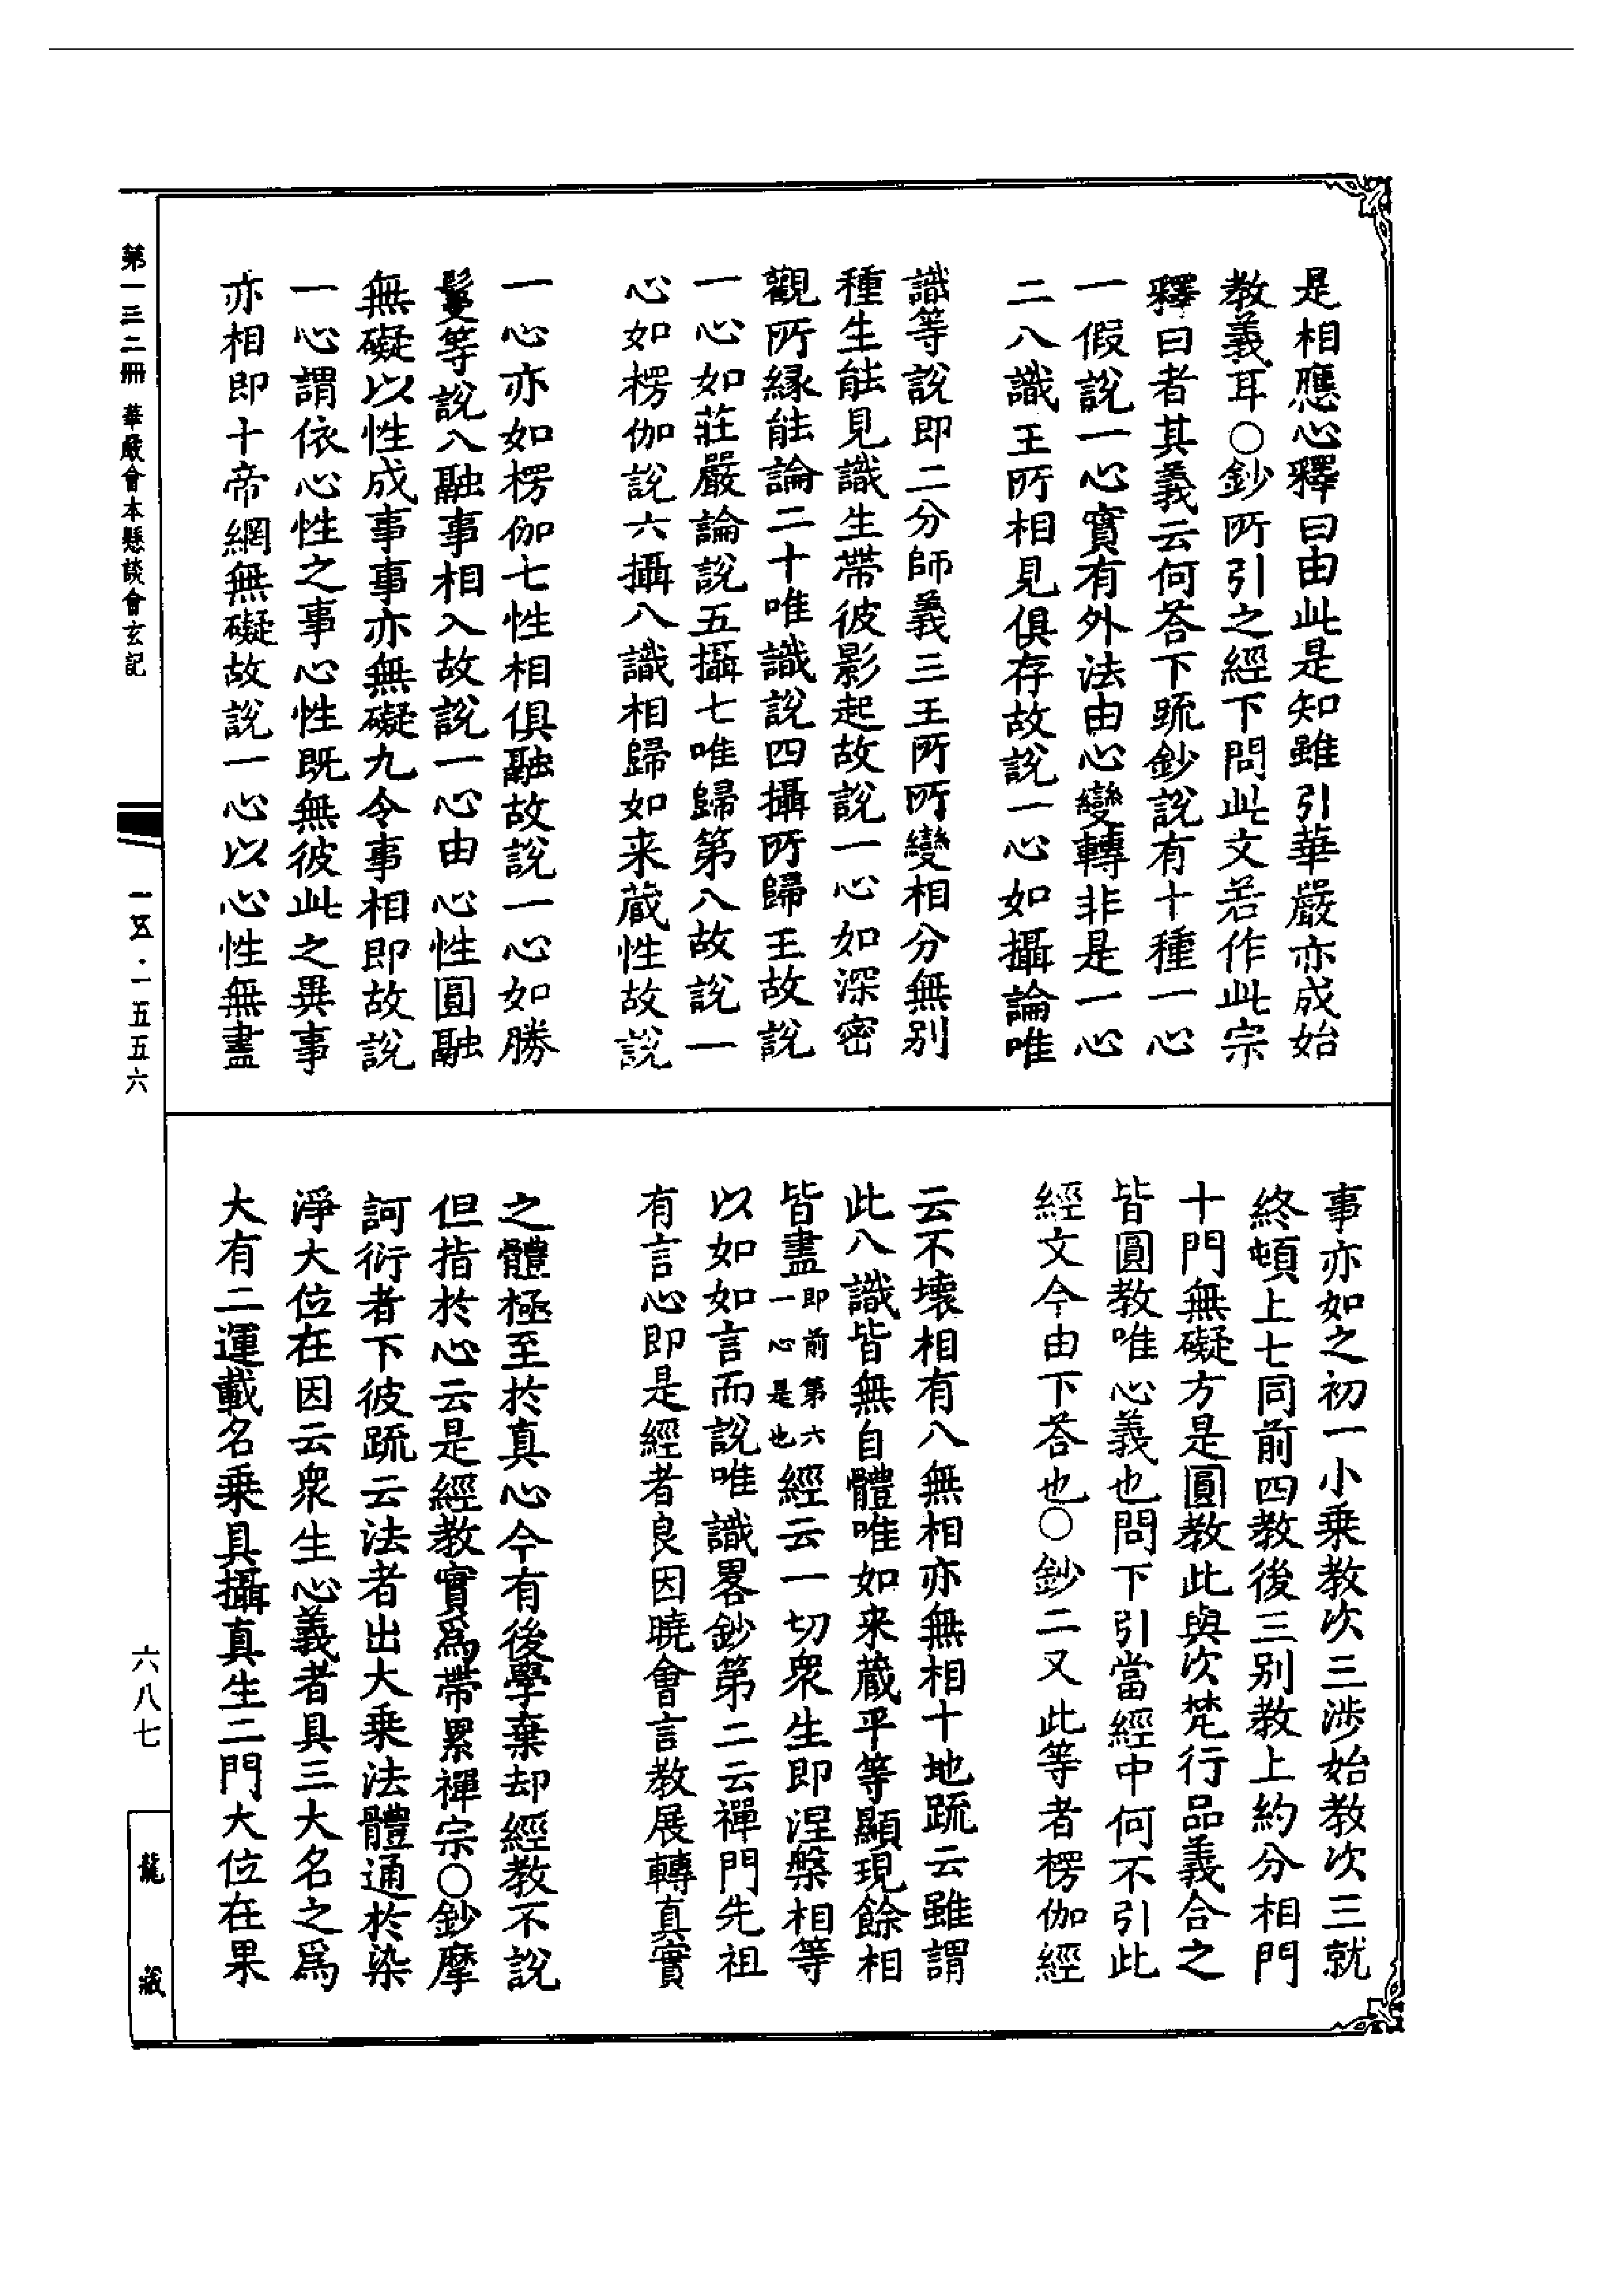 是相應心釋曰由此是知雖引華嚴亦成始
教義耳○鈔所引之經下問此文若作此宗
釋曰者其義云何荅下䟽鈔說有十種一心
一假說一心實有外法由心變轉非是一心
二八識王所相見俱存故說一心如攝論唯
識等說即二分師義三王所所變相分無别
種生能見識生帶彼影起故說一心如深密
觀所緣能論二十唯識說四攝所歸王故說
一心如莊嚴論說五攝七唯歸第八故說一
心如楞伽說六攝八識相歸如来蔵性故說
一心亦如楞伽七性相俱融故說一心如勝
鬘等說八融事相入故說一心由心性圓融
無礙以性成事事亦無礙九令事相即故說
一心謂依心性之事心性既無彼此之異事
亦相即十帝網無礙故說一心以心性無盡
事亦如之初一小乗教次三涉始教次三就
終頓上七同前四教後三别教上約分相門
十門無礙方是圓教此與次梵行品義合之
皆圓教唯心義也問下引當經中何不引此
經文今由下荅也○鈔二又此等者楞伽經
云不壊相有八無相亦無相十地䟽云雖謂
此八識皆無自體唯如来蔵平等顯現餘相
皆盡即前第六一心是也經云一切衆生即涅槃相等
以如如言而說唯識畧鈔第二云禪門先祖
有言心即是經者良因曉會言教展轉真實
之體極至於真心今有後學棄却經教不說
但指於心云是經教實爲帶累禪宗○鈔摩
訶衍者下彼䟽云法者出大乗法體通於染
淨大位在因云衆生心義者具三大名之爲
大有二運載名乗具攝真生二門大位在果
第一三二冊 華嚴會本懸談會玄記
一五·一五五六
六八七
龍藏